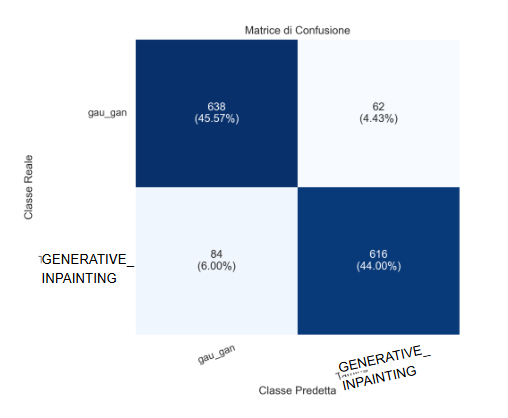 Matrice di Confusione
Classe Reale
gau_gan
638
(45.57%)
62
(4.43%)
GENERATIVE_
INPAINTING
84
(6.00%)
616
(44.00%)
gau_gan
GENERATIVE_
INPAINTING
Classe Predetta